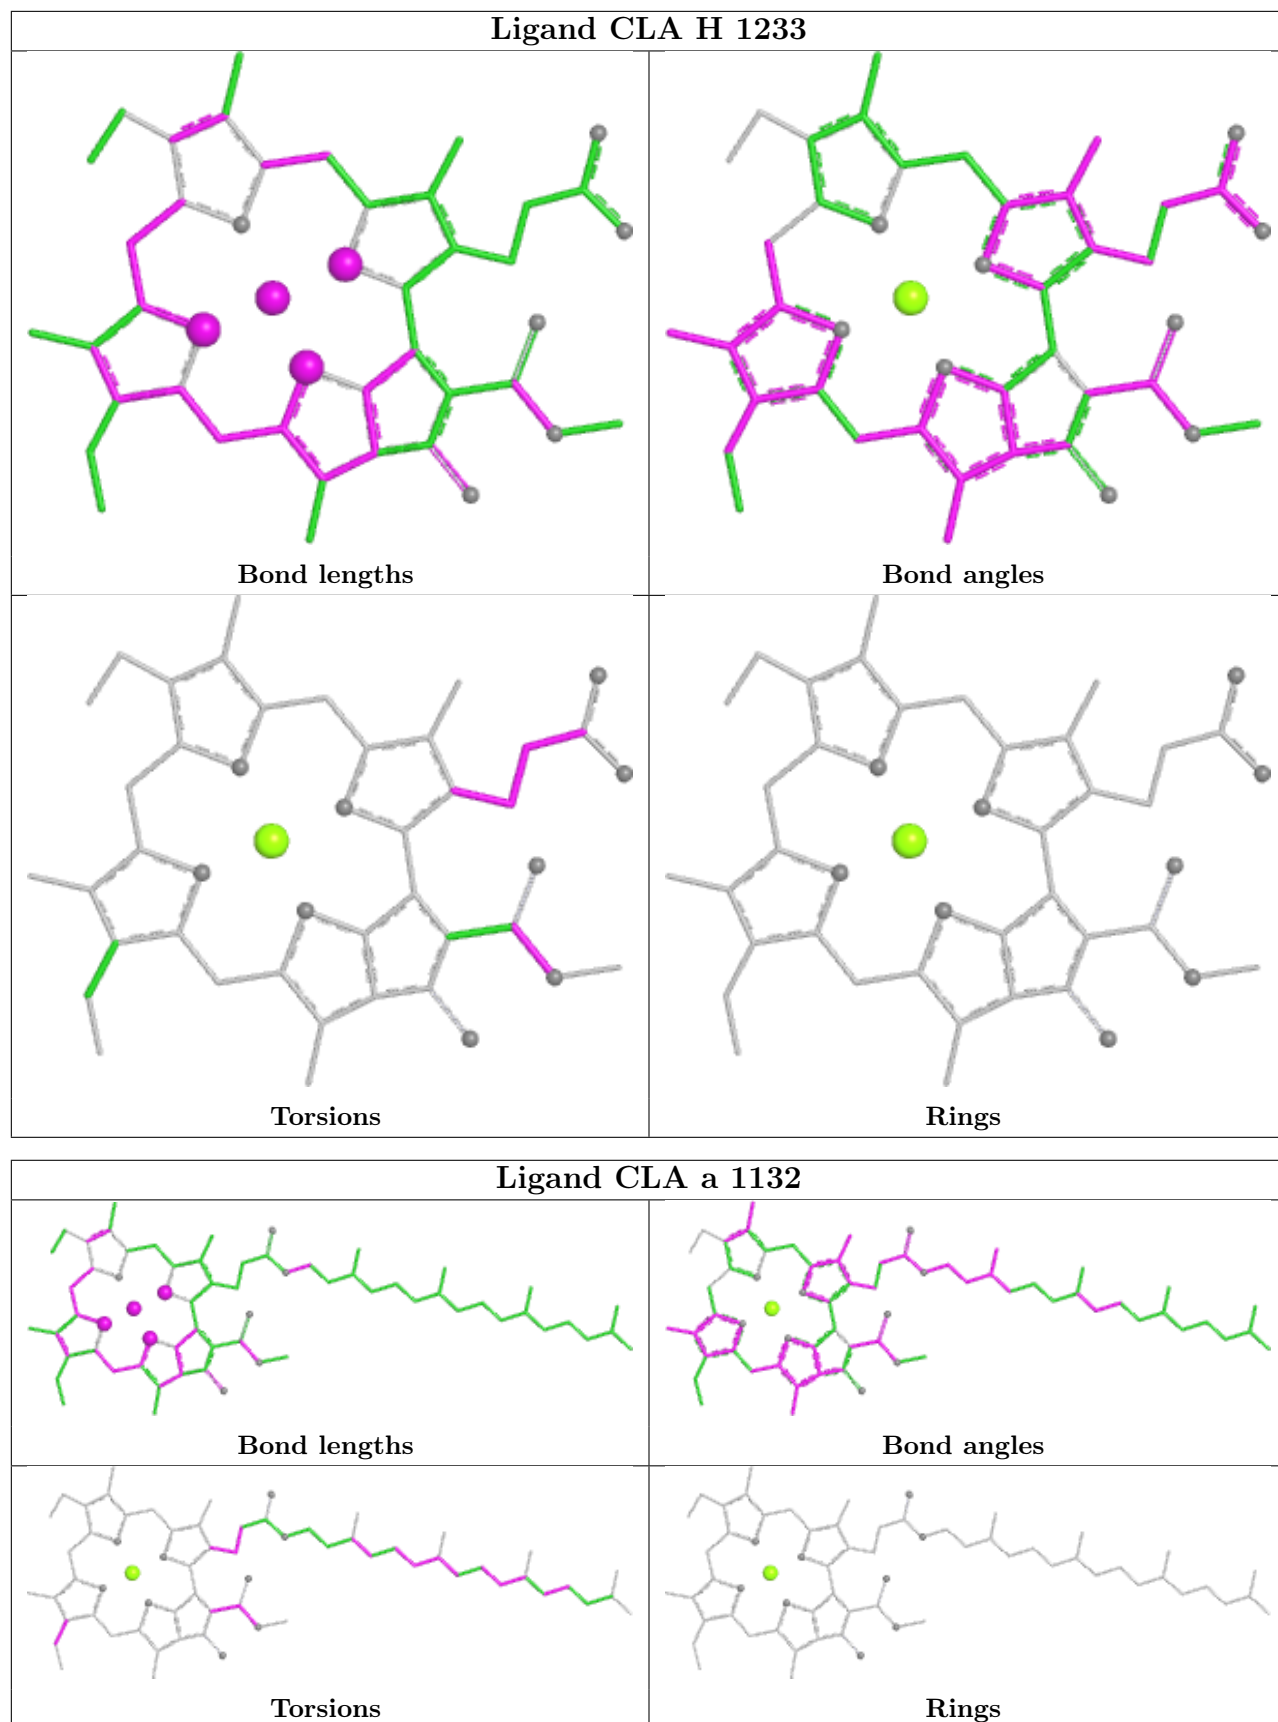 Ligand CLA H 1233
Bond lengths
Bond angles
Torsions
Rings
Ligand CLA a 1132
Bond lengths
Bond angles
Torsions
Rings